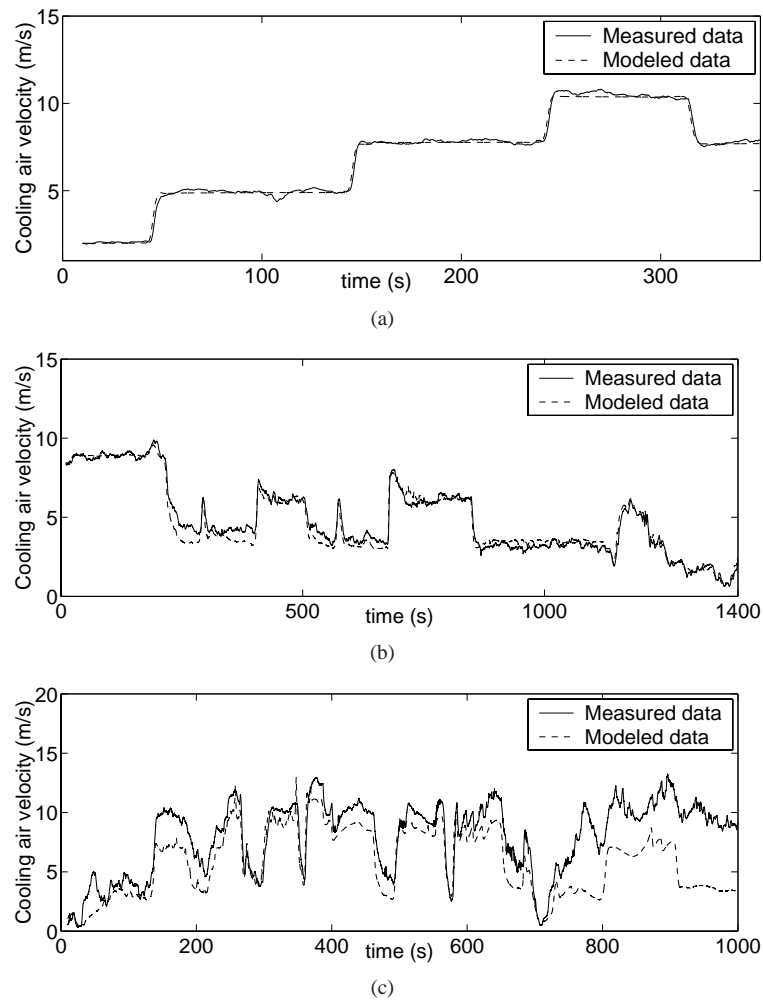 15
10
5
Cooling air velocity (m/s)
Measured data
Modeled data
0
100
200
300
time (s)
(a)
15
10
5
0
Cooling air velocity (m/s)
Measured data
Modeled data
0
500
1000
1400
time (s)
(b)
20
15
10
5
0
Cooling air velocity (m/s)
Measured data
Modeled data
0
200
400
600
800
1000
time (s)
(c)